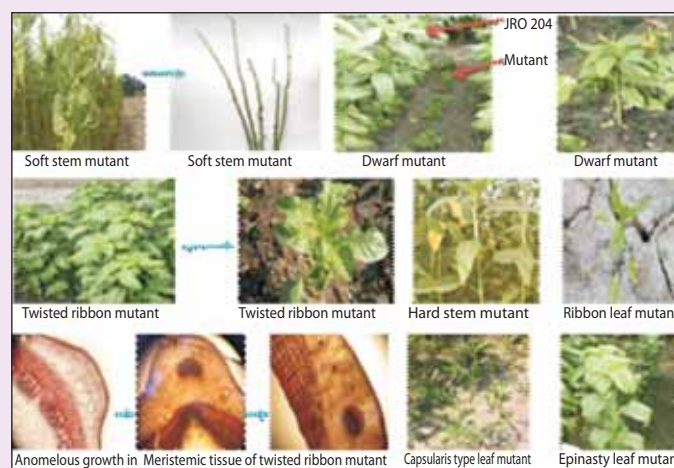 JRO 204
Mutant
Soft stem mutant
Soft stem mutant
Dwarf mutant
Dwarf mutant
Twisted ribbon mutant
Twisted ribbon mutant
Hard stem mutant
Ribbon leaf mutant
Anomelous growth in Meristemic tissue of twisted ribbon mutant
Capsularis type leaf mutant
Epinasty leaf mutant